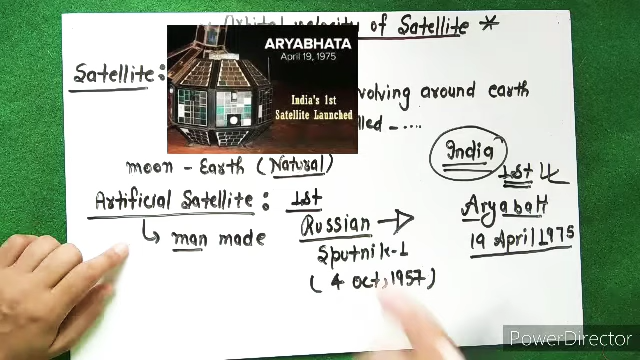 Orbital velocity of Satellite *
ARYABHATA
April 19, 1975
India's 1st
Satellite Launched
Satellite:
volving around earth
lled - ....
moon - Earth (Natural)
India
1st
Artificial Satellite: 1st
man made
Russian
Sputnik-1
(4 oct, 1957)
Aryabah
19 April 1975
PowerDirector